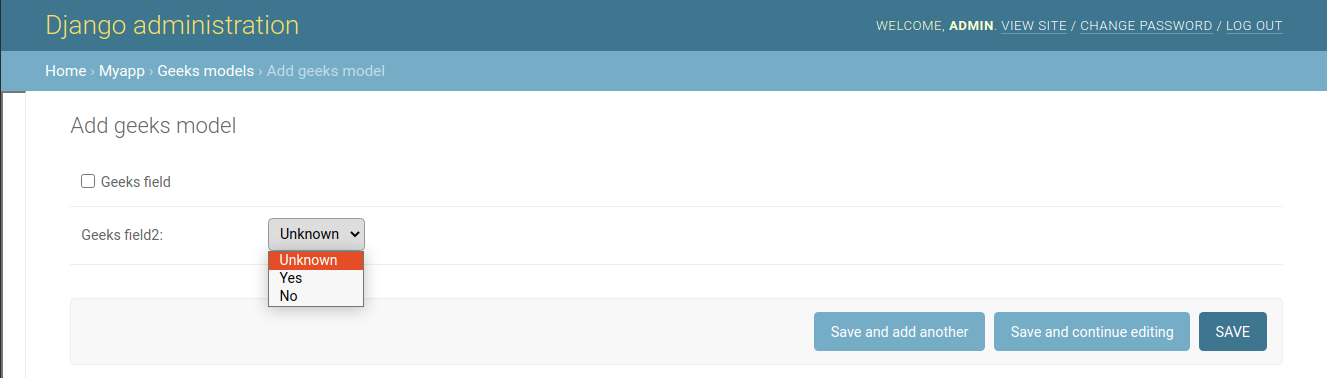 Django administration
WELCOME, ADMIN. VIEW SITE / CHANGE PASSWORD / LOG OUT
Home › Myapp › Geeks models › Add geeks model
Add geeks model
Geeks field
Geeks field2:
Unknown
Unknown
Yes
No
Save and add another
Save and continue editing
SAVE